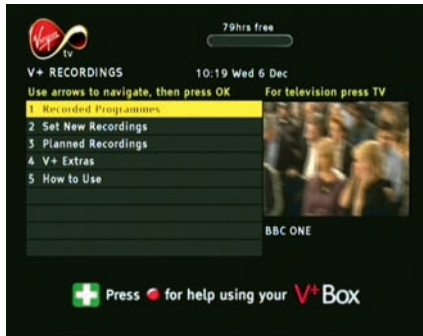 79hrs free
Virgin
tv
V+ RECORDINGS 10:19 Wed 6 Dec
Use arrows to navigate, then press OK
For television press TV
1 Recorded Programmes
2 Set New Recordings
3 Planned Recordings
4 V+ Extras
5 How to Use
BBC ONE
Press for help using your V+ Box